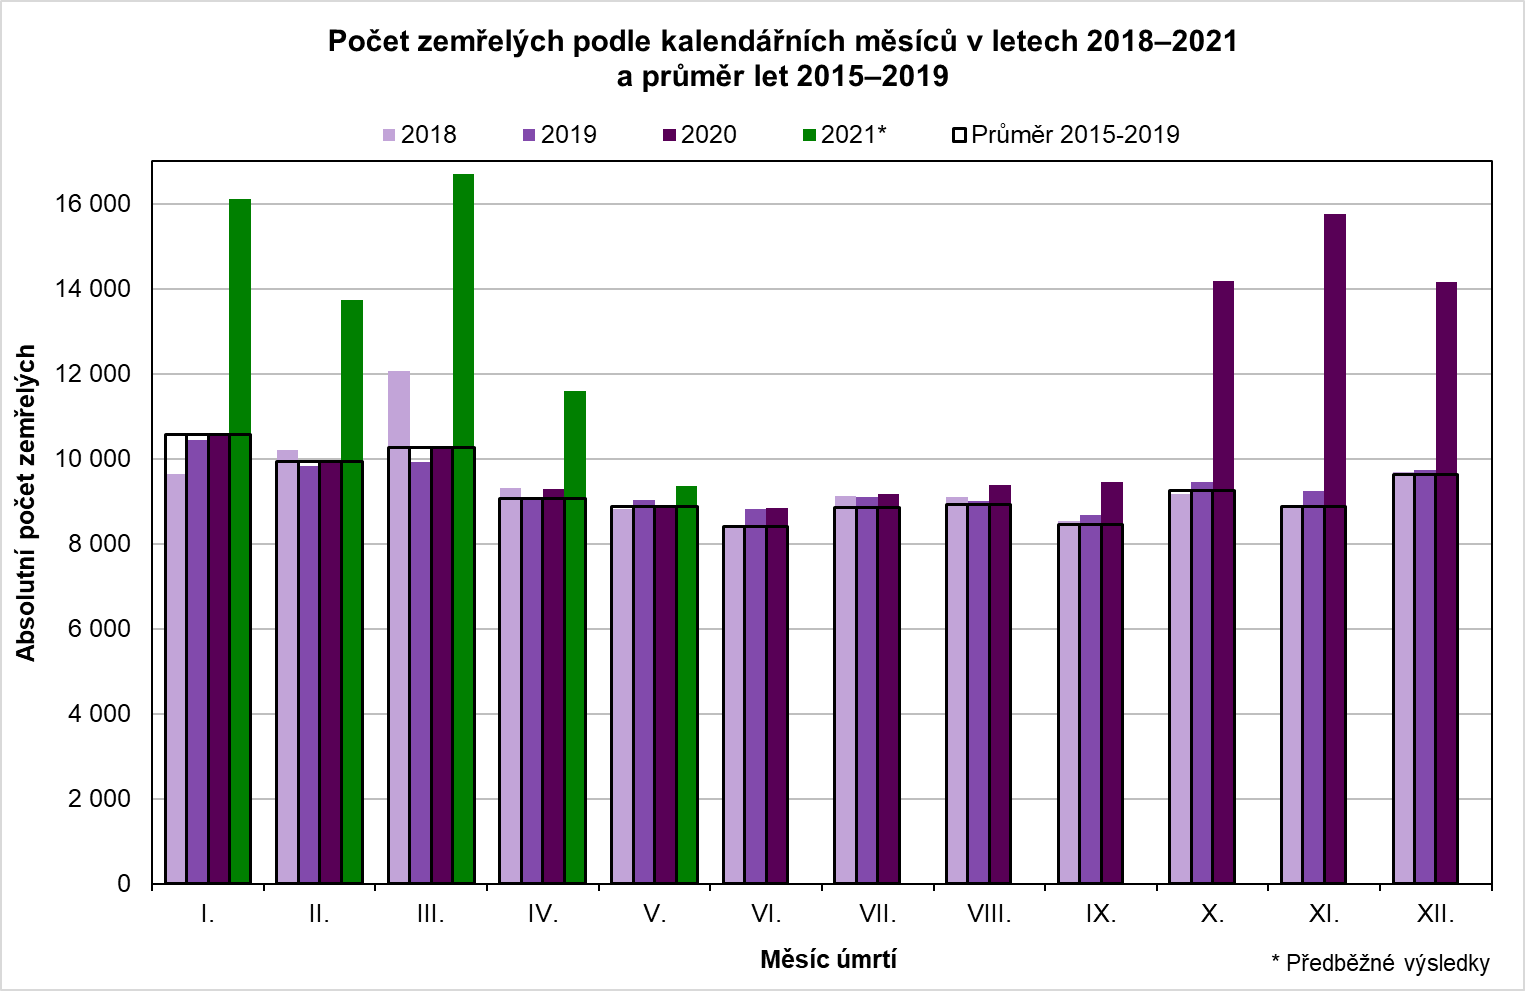 Počet zemřelých podle kalendářních měsíců v letech 2018–2021
a průměr let 2015–2019
2018 2019 2020 2021* Průměr 2015-2019
Absolutní počet zemřelých
16 000
14 000
12 000
10 000
8 000
6 000
4 000
2 000
0
I. II. III. IV. V. VI. VII. VIII. IX. X. XI. XII.
Měsíc úmrtí
* Předběžné výsledky